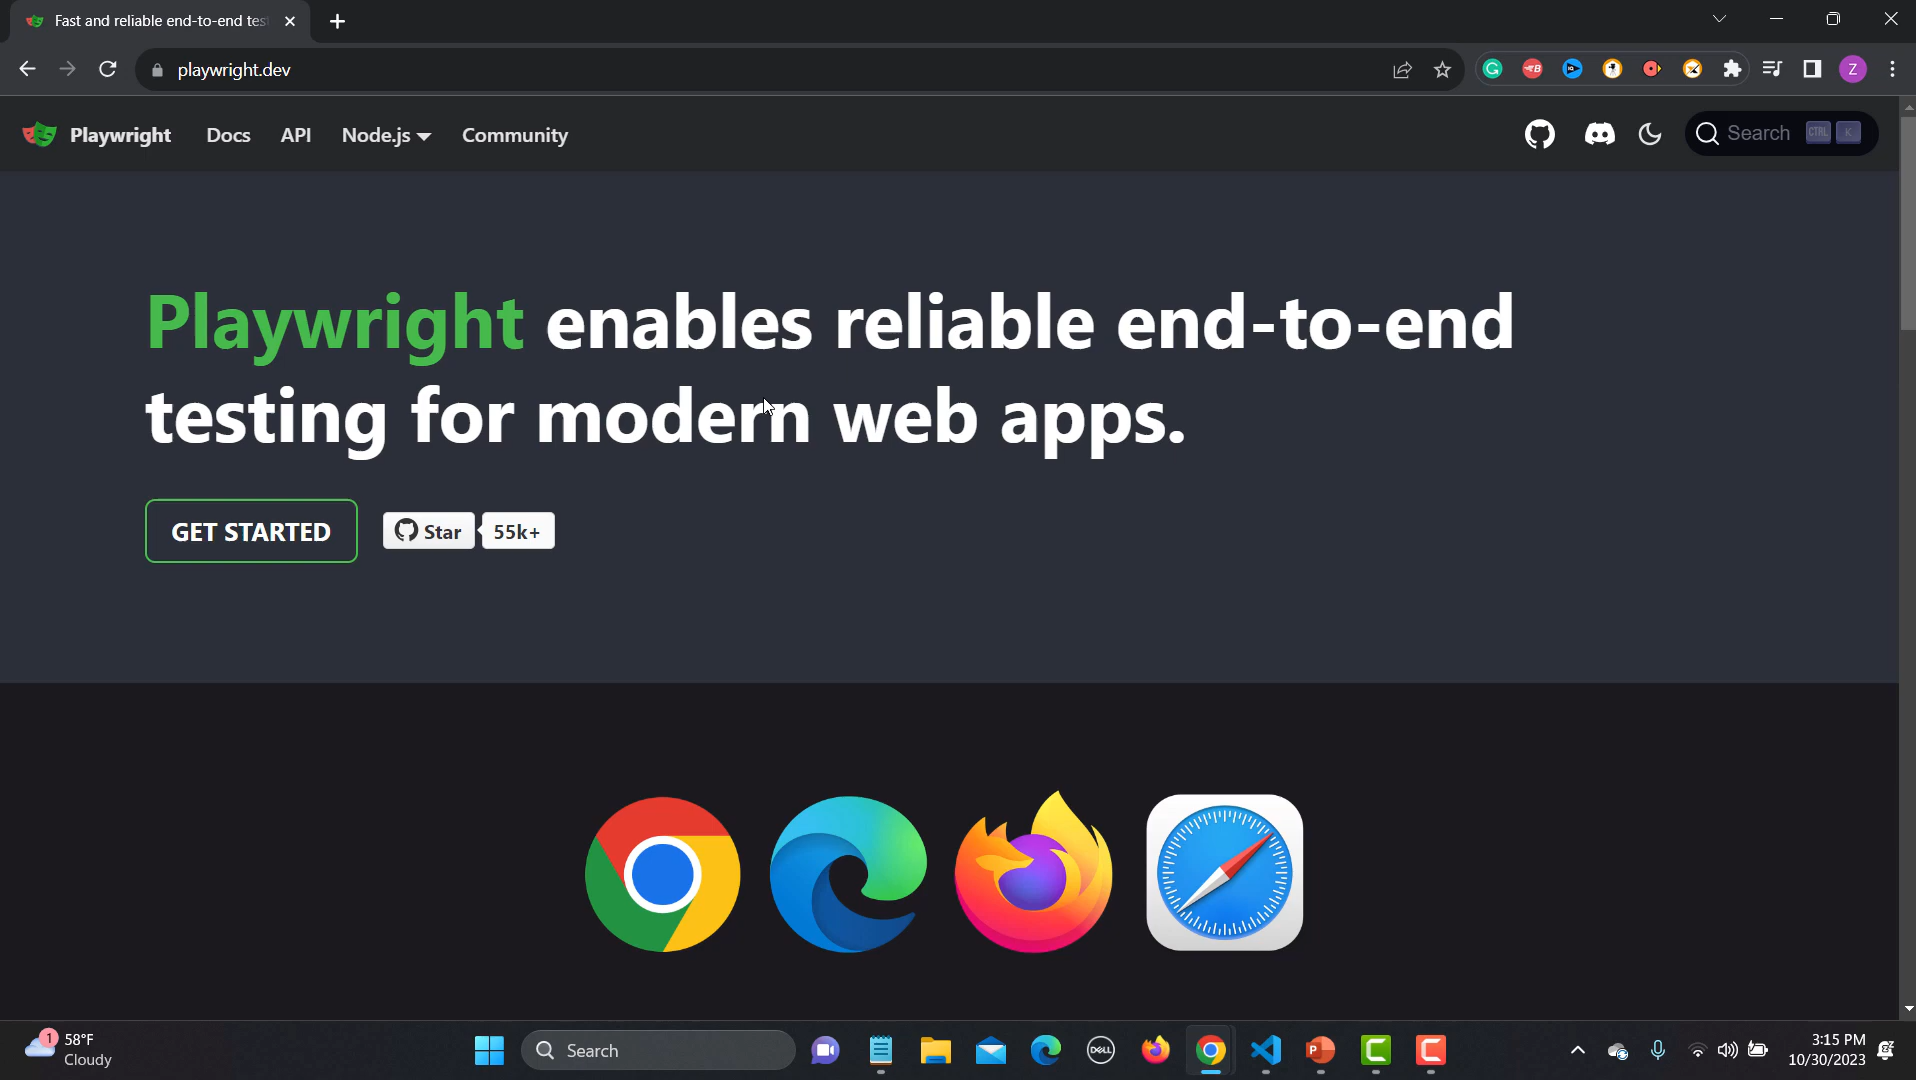 Fast and reliable end-to-end tes
playwright.dev
Z
Playwright
Docs
API
Node.js
Community
Search
CTRL
K
Playwright enables reliable end-to-end
testing for modern web apps.
GET STARTED
Star
55k+
1
58°F
Cloudy
Search
DELL
3:15 PM
10/30/2023